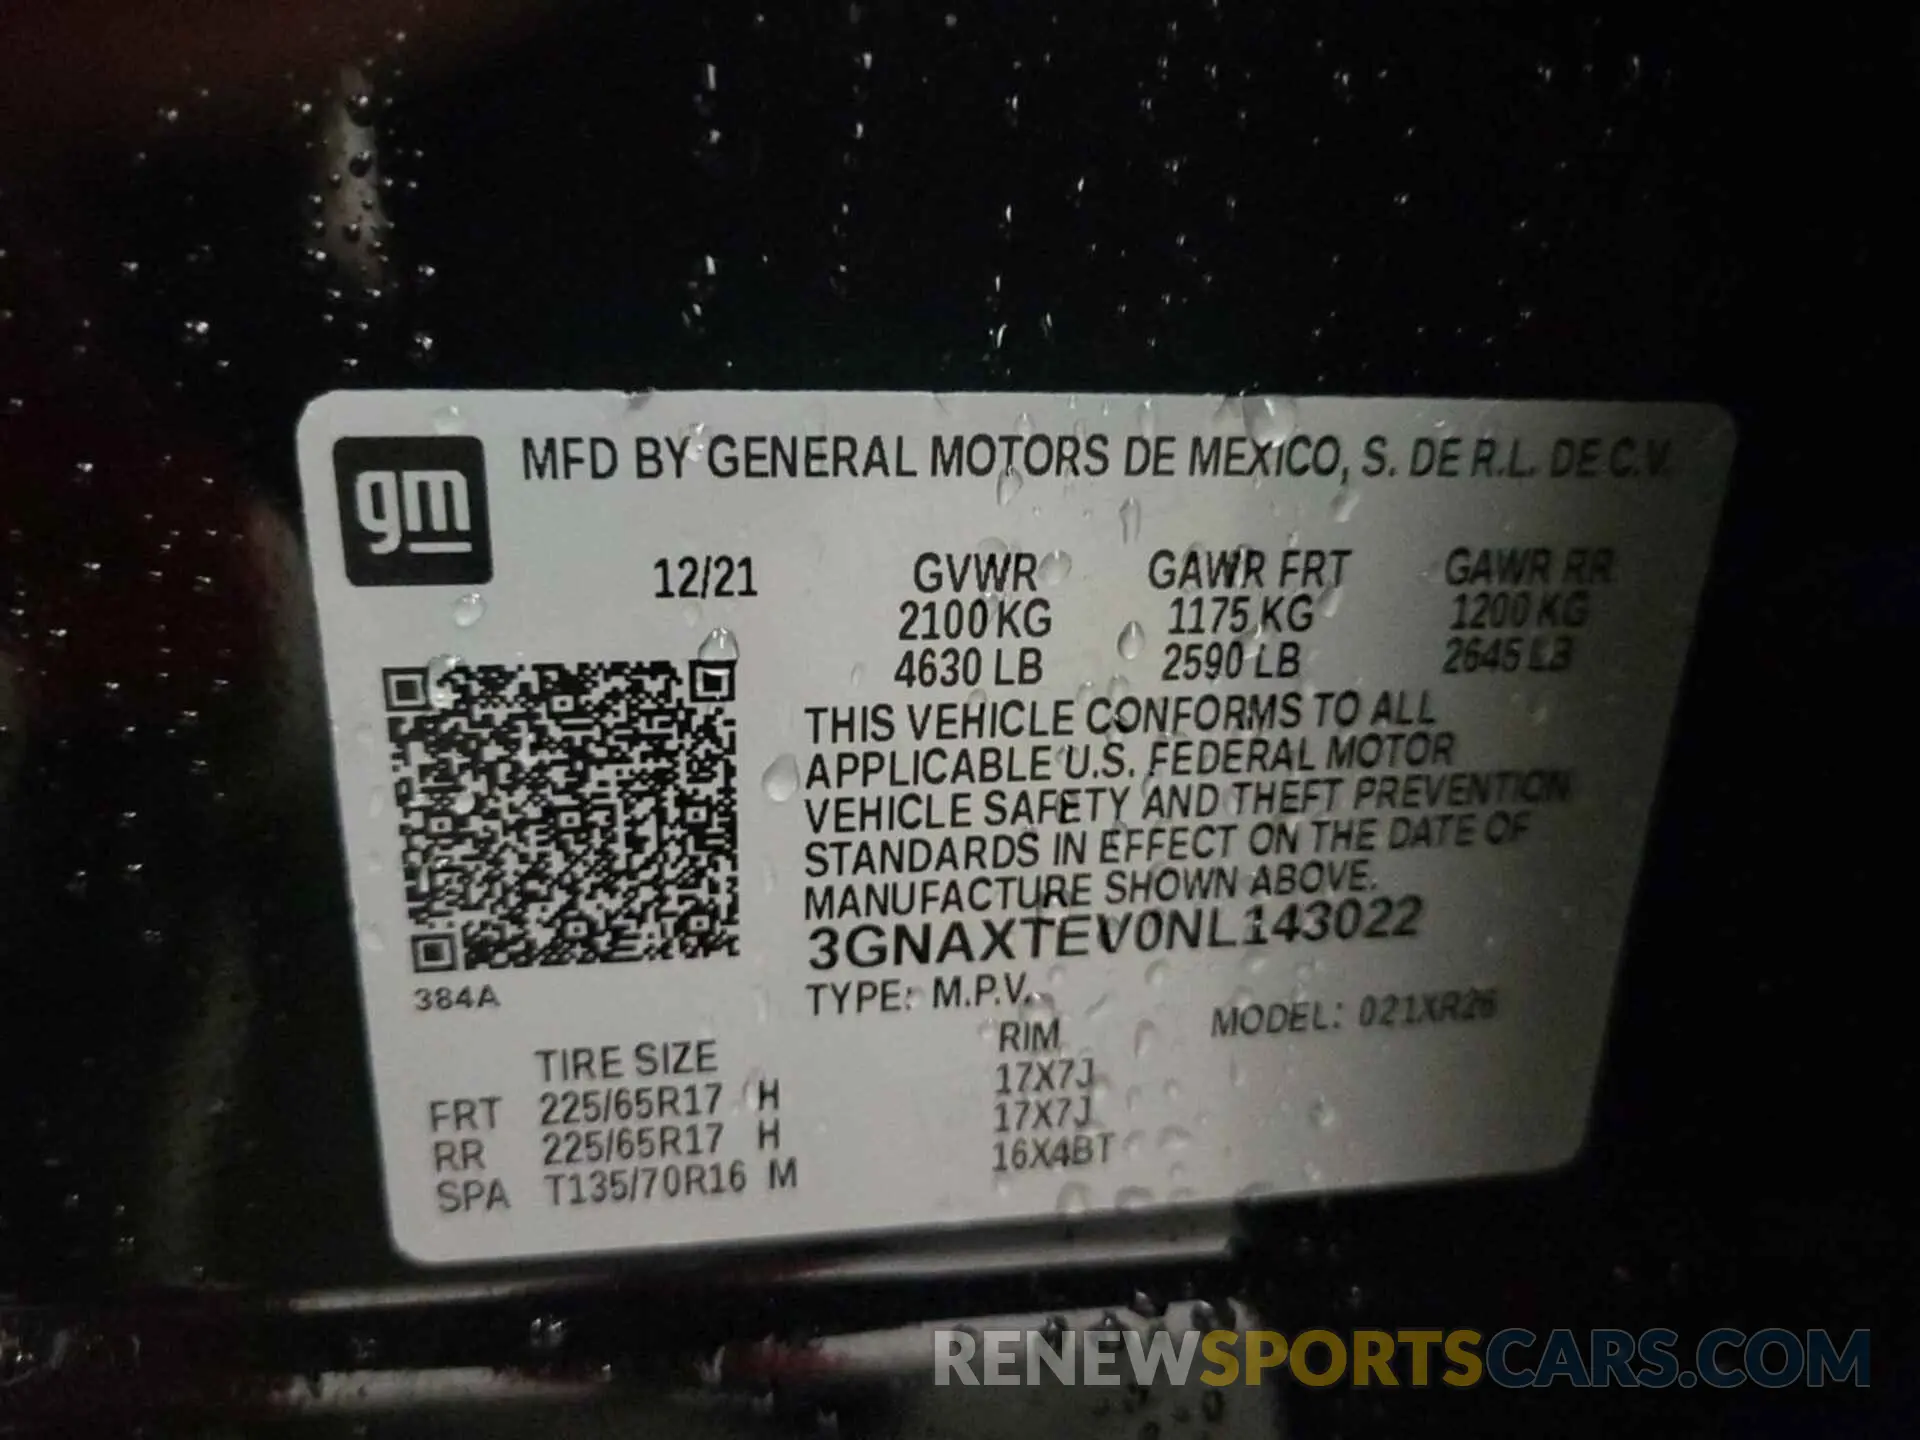 gm
MFD BY GENERAL MOTORS DE MEXICO, S. DE R.L. DE C.V.
12/21
GVWR GAWR FRT GAWR RR
2100 KG 1175 KG 1200 KG
4630 LB 2590 LB 2645 LB
THIS VEHICLE CONFORMS TO ALL
APPLICABLE U.S. FEDERAL MOTOR
VEHICLE SAFETY AND THEFT PREVENTION
STANDARDS IN EFFECT ON THE DATE OF
MANUFACTURE SHOWN ABOVE.
3GNAXTEV0NL143022
384A
TYPE: M.P.V. MODEL: 021XR26
TIRE SIZE RIM
FRT 225/65R17 H 17X7J
RR 225/65R17 H 17X7J
SPA T135/70R16 M 16X4BT
RENEWSPORTSCARS.COM